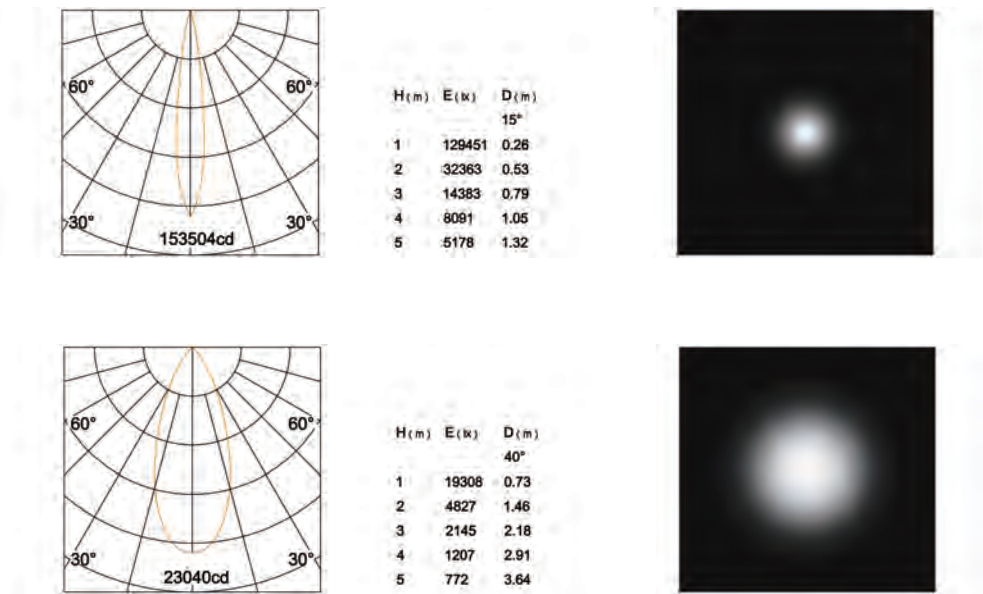 60° 60°
30° 30°
153504cd
H(m) E(lx) D(m)
15°
1 129451 0.26
2 32363 0.53
3 14383 0.79
4 8091 1.05
5 5178 1.32
60° 60°
30° 30°
23040cd
H(m) E(lx) D(m)
40°
1 19308 0.73
2 4827 1.46
3 2145 2.18
4 1207 2.91
5 772 3.64